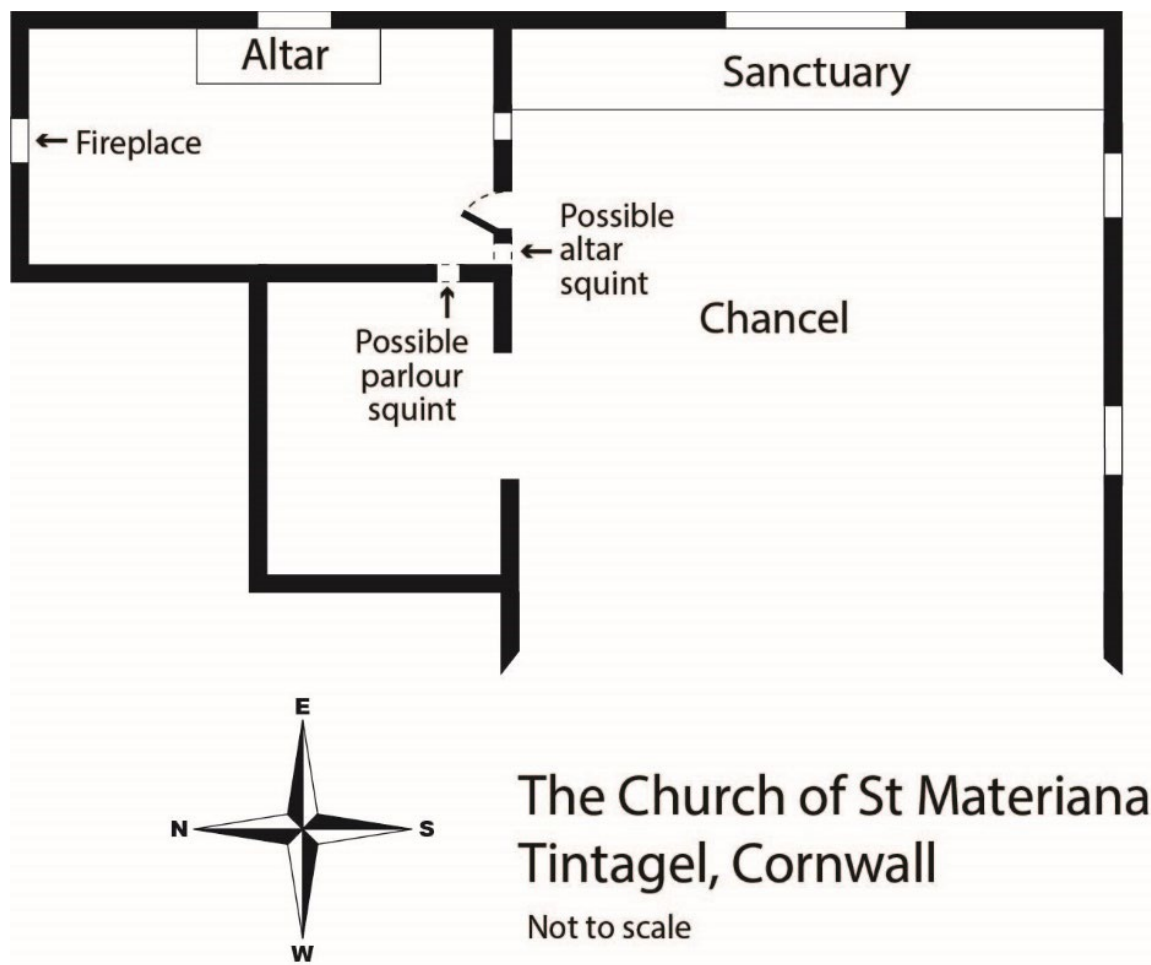 Altar
Sanctuary
← Fireplace
Possible
altar
squint
←
Chancel
↑
Possible
parlour
squint
E
N
S
W
The Church of St Materiana
Tintagel, Cornwall
Not to scale